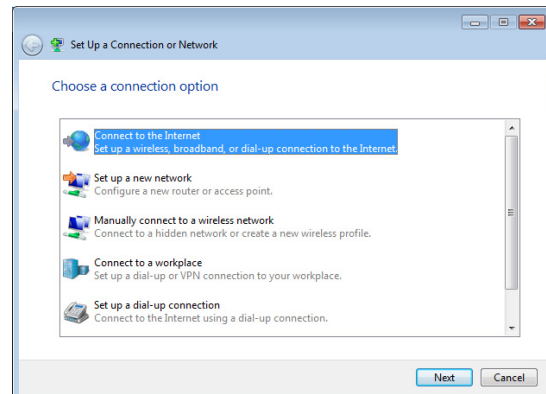 Set Up a Connection or Network
Choose a connection option
Connect to the Internet
Set up a wireless, broadband, or dial-up connection to the Internet.
Set up a new network
Configure a new router or access point.
Manually connect to a wireless network
Connect to a hidden network or create a new wireless profile.
Connect to a workplace
Set up a dial-up or VPN connection to your workplace.
Set up a dial-up connection
Connect to the Internet using a dial-up connection.
Next
Cancel